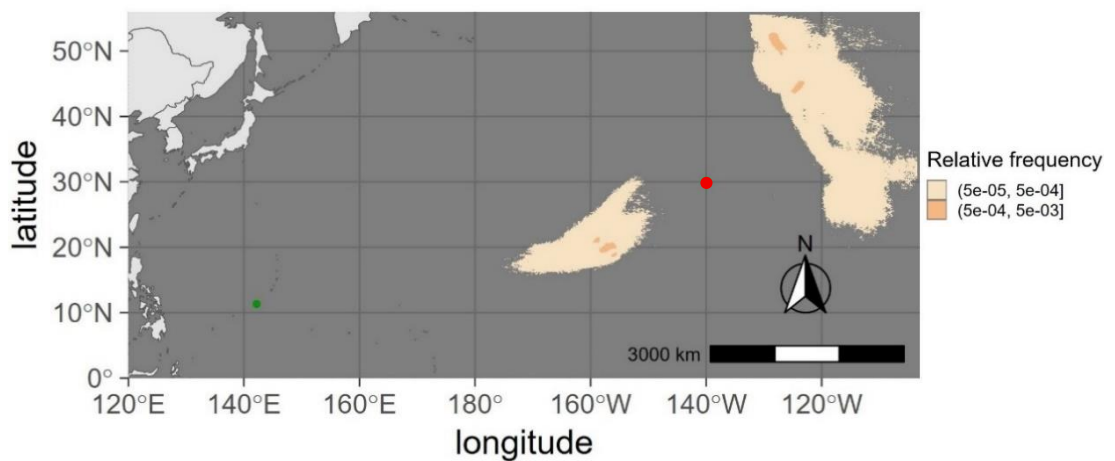 50°N
40°N
30°N
20°N
10°N
0°
latitude
120°E 140°E 160°E 180° 160°W 140°W 120°W
longitude
N
3000 km
Relative frequency
(5e-05, 5e-04]
(5e-04, 5e-03]